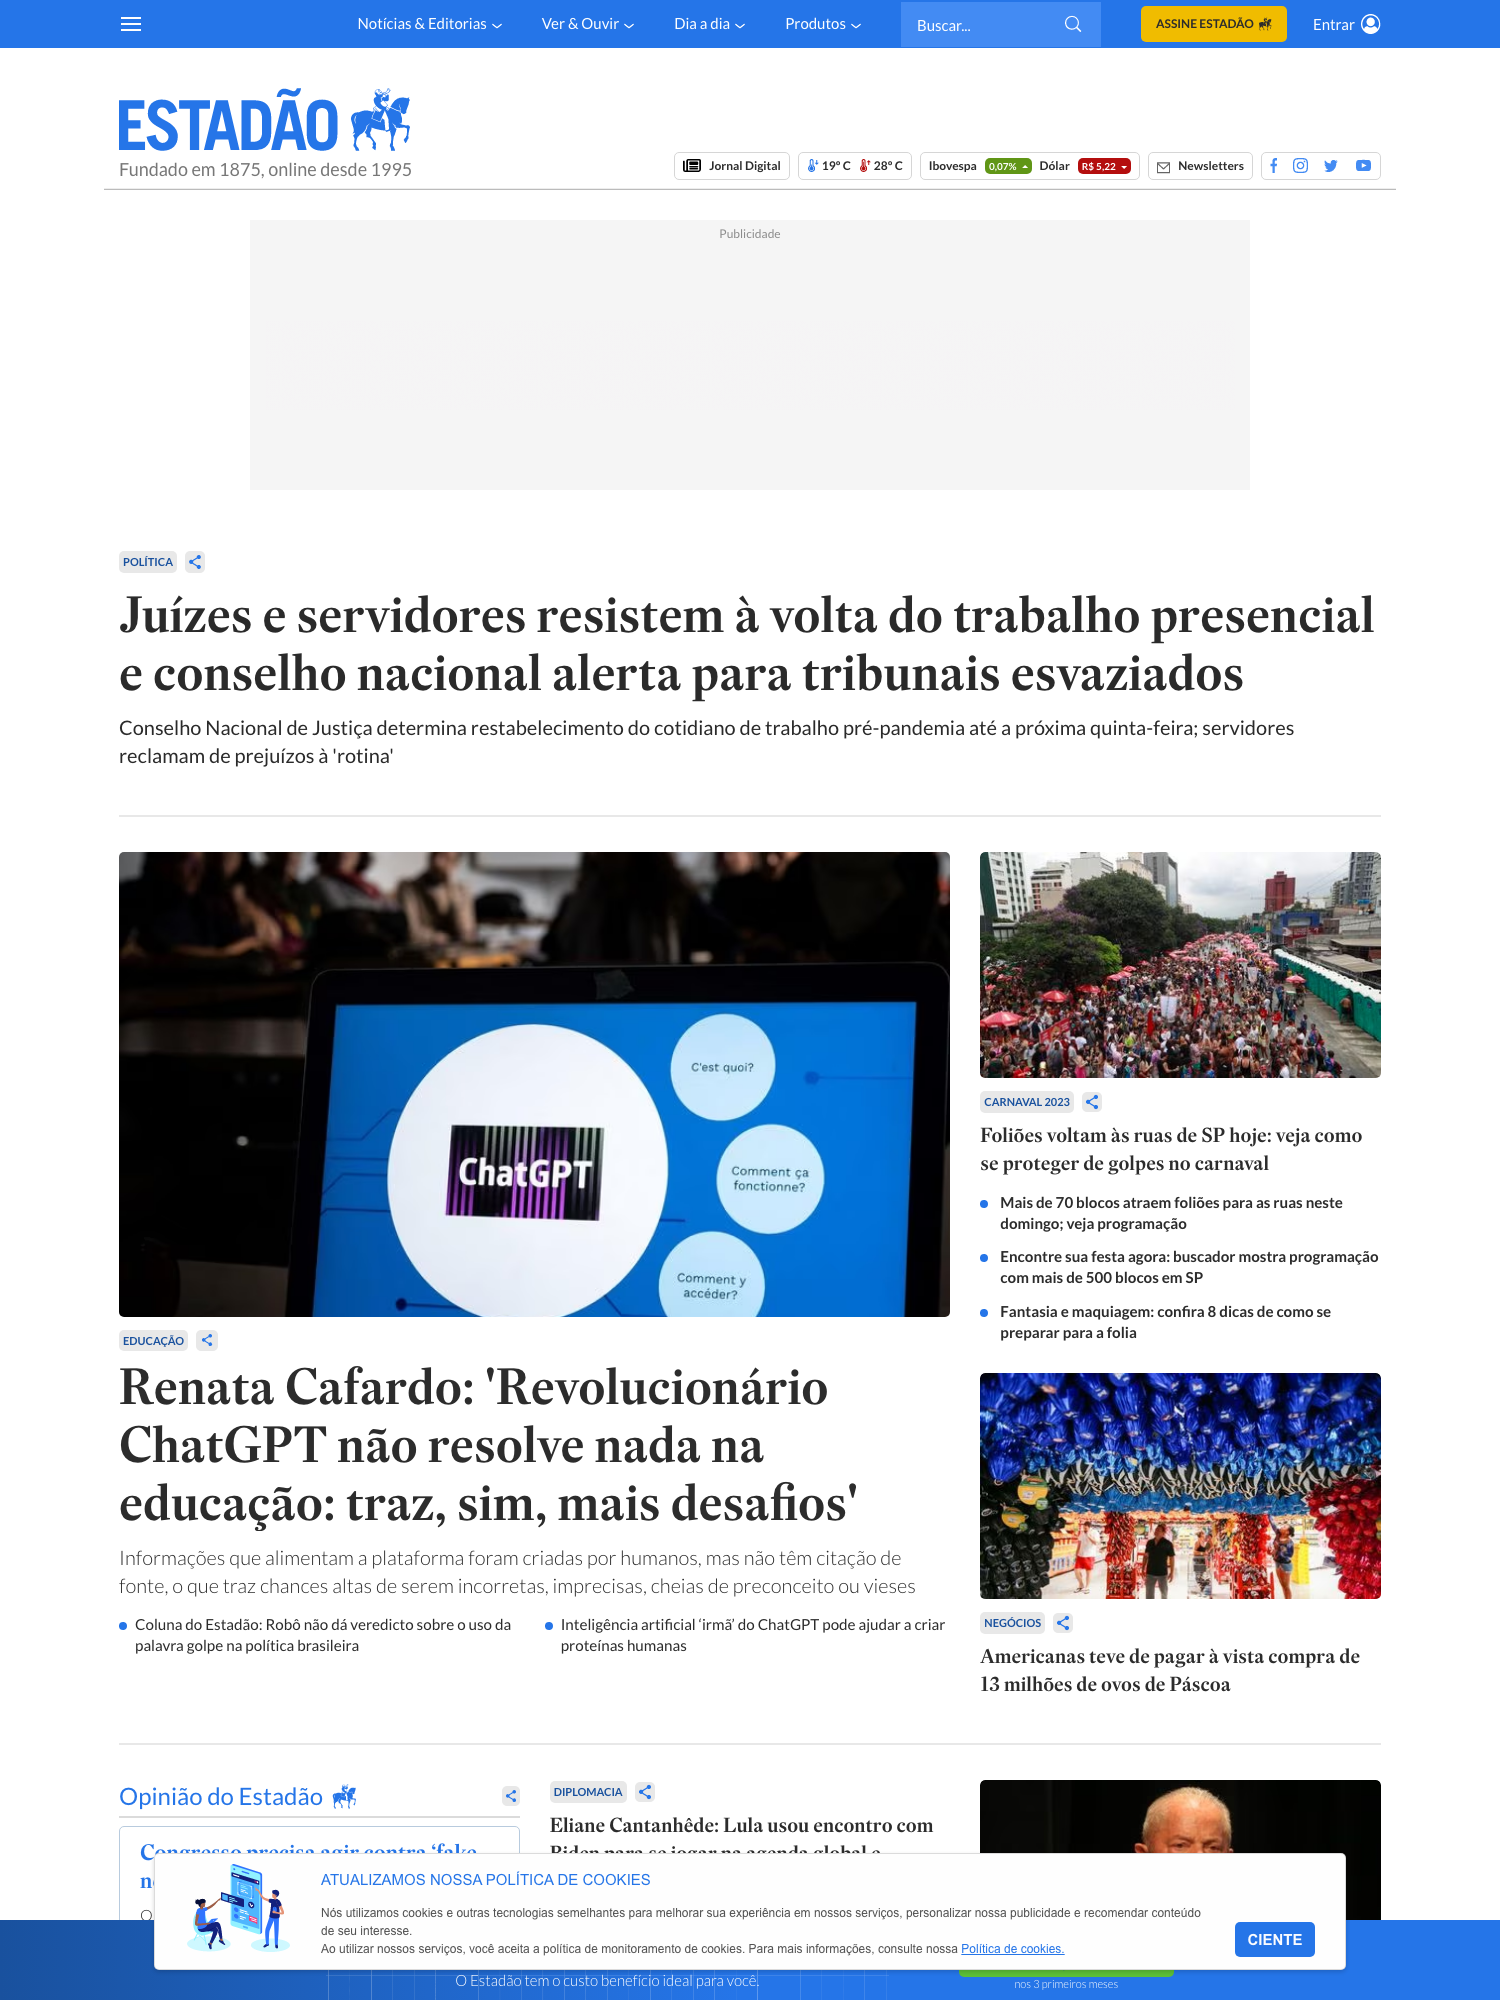 Notícias & Editorias
Ver & Ouvir
Dia a dia
Produtos
Buscar...
ASSINE ESTADÃO
Entrar
ESTADÃO
Fundado em 1875, online desde 1995
Jornal Digital
19º C
28º C
Ibovespa
0,07%
Dólar
R$ 5,22
Newsletters
Publicidade
POLÍTICA
Juízes e servidores resistem à volta do trabalho presencial
e conselho nacional alerta para tribunais esvaziados
Conselho Nacional de Justiça determina restabelecimento do cotidiano de trabalho pré-pandemia até a próxima quinta-feira; servidores
reclamam de prejuízos à 'rotina'
C'est quoi?
ChatGPT
Comment ça
fonctionne?
Comment y
accéder?
EDUCAÇÃO
Renata Cafardo: 'Revolucionário
ChatGPT não resolve nada na
educação: traz, sim, mais desafios'
Informações que alimentam a plataforma foram criadas por humanos, mas não têm citação de
fonte, o que traz chances altas de serem incorretas, imprecisas, cheias de preconceito ou vieses
Coluna do Estadão: Robô não dá veredicto sobre o uso da
palavra golpe na política brasileira
Inteligência artificial ‘irmã’ do ChatGPT pode ajudar a criar
proteínas humanas
CARNAVAL 2023
Foliões voltam às ruas de SP hoje: veja como
se proteger de golpes no carnaval
Mais de 70 blocos atraem foliões para as ruas neste
domingo; veja programação
Encontre sua festa agora: buscador mostra programação
com mais de 500 blocos em SP
Fantasia e maquiagem: confira 8 dicas de como se
preparar para a folia
NEGÓCIOS
Americanas teve de pagar à vista compra de
13 milhões de ovos de Páscoa
Opinião do Estadão
Congresso precisa agir contra ‘fake
O
DIPLOMACIA
Eliane Cantanhêde: Lula usou encontro com
Biden para se jogar na agenda global e
ATUALIZAMOS NOSSA POLÍTICA DE COOKIES
Nós utilizamos cookies e outras tecnologias semelhantes para melhorar sua experiência em nossos serviços, personalizar nossa publicidade e recomendar conteúdo
de seu interesse.
Ao utilizar nossos serviços, você aceita a política de monitoramento de cookies. Para mais informações, consulte nossa Política de cookies.
CIENTE
O Estadão tem o custo benefício ideal para você.
nos 3 primeiros meses